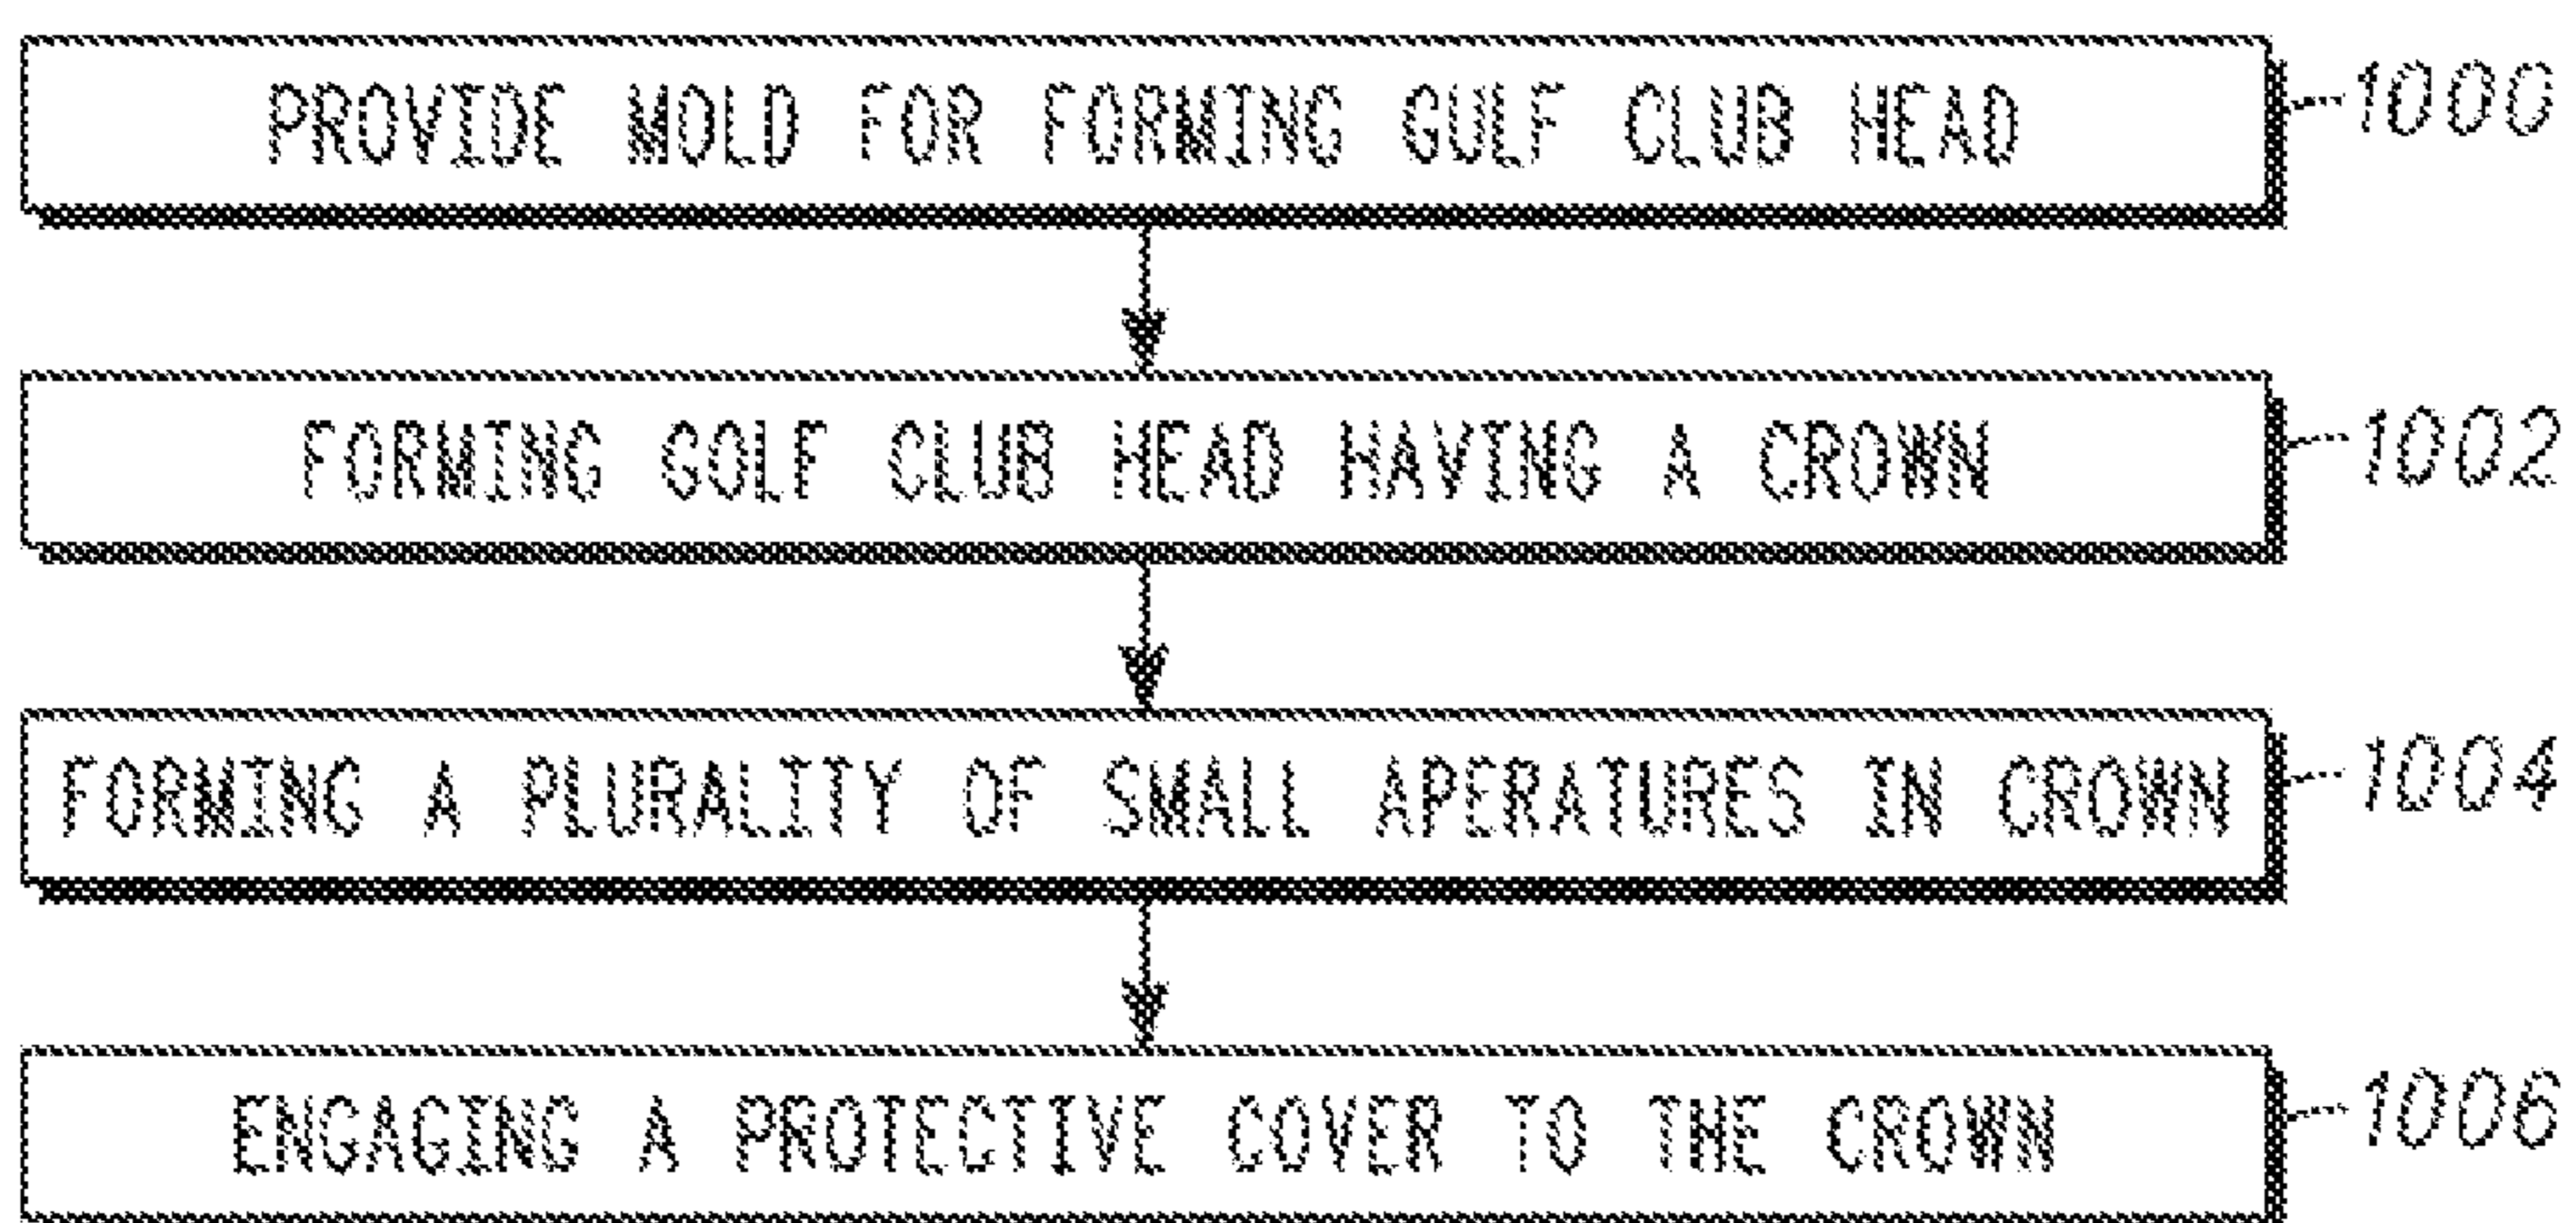 PROVIDE MOLD FOR FORMING GULF CLUB HEAD
1000
FORMING GOLF CLUB HEAD HAVING A CROWN
1002
FORMING A PLURALITY OF SMALL APERATURES IN CROWN
1004
ENGAGING A PROTECTIVE COVER TO THE CROWN
1006